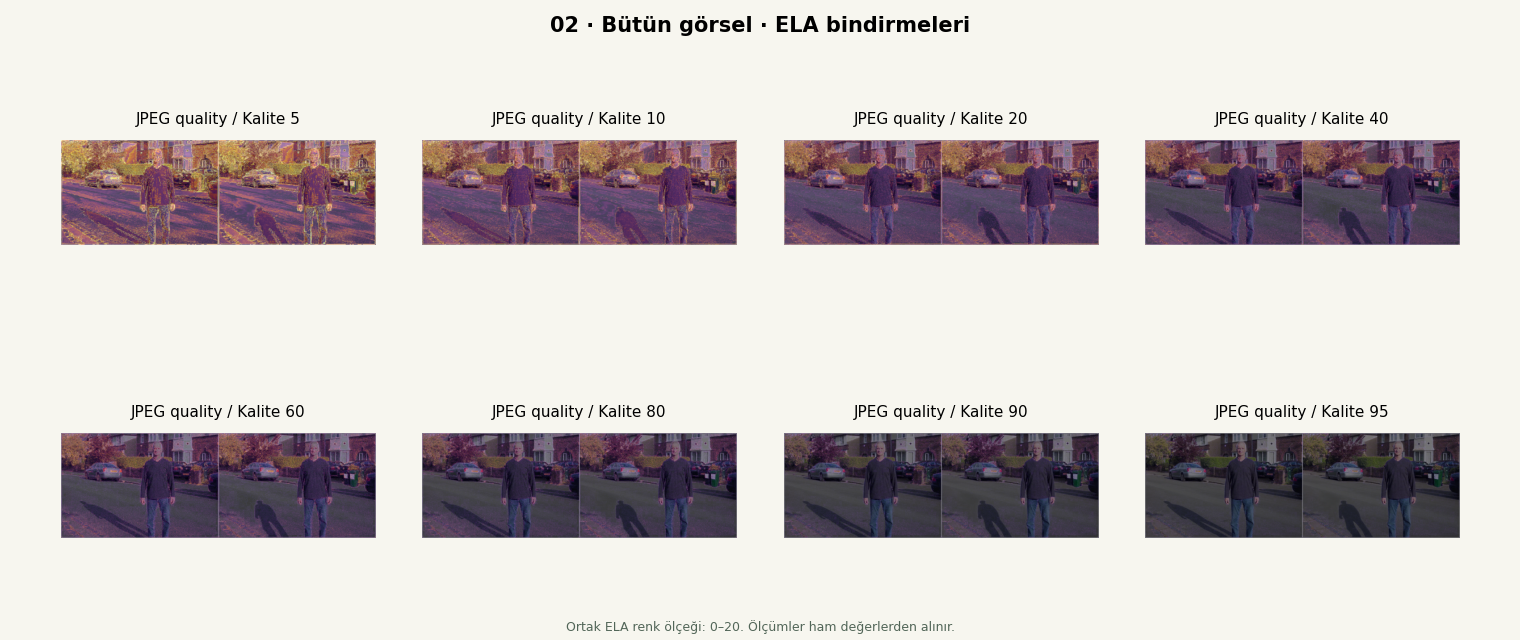 02 · Bütün görsel · ELA bindirmeleri
JPEG quality / Kalite 5
JPEG quality / Kalite 10
JPEG quality / Kalite 20
JPEG quality / Kalite 40
JPEG quality / Kalite 60
JPEG quality / Kalite 80
JPEG quality / Kalite 90
JPEG quality / Kalite 95
Ortak ELA renk ölçeği: 0–20. Ölçümler ham değerlerden alınır.